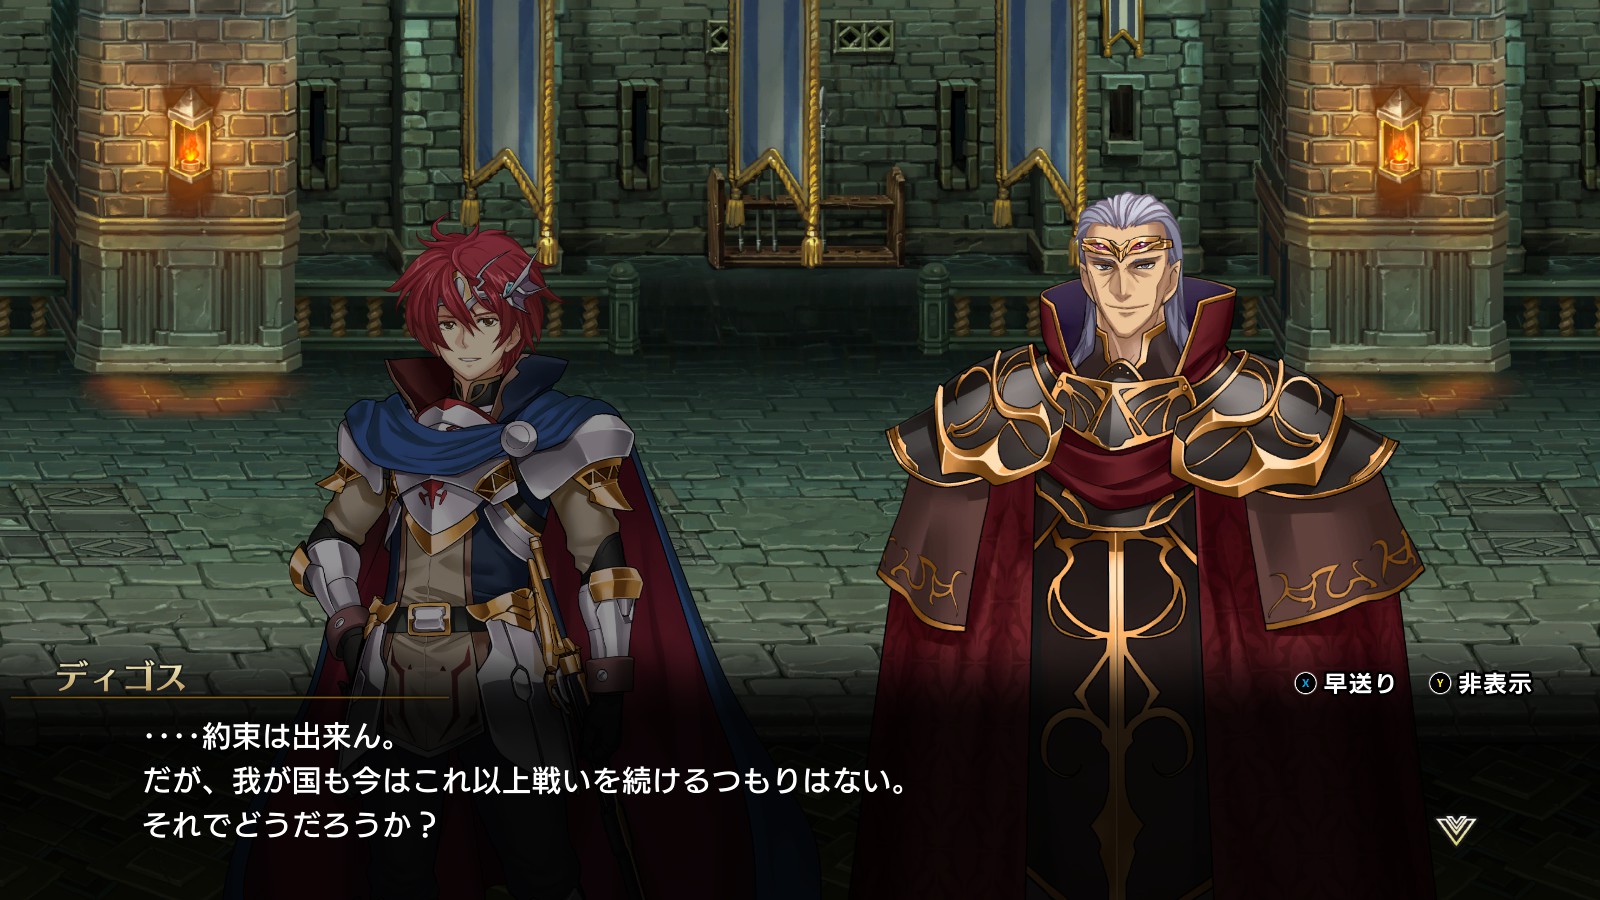 ディゴス
Ⓧ早送り Ⓨ非表示
‥‥約束は出来ん。
だが、我が国も今はこれ以上戦いを続けるつもりはない。
それでどうだろうか？